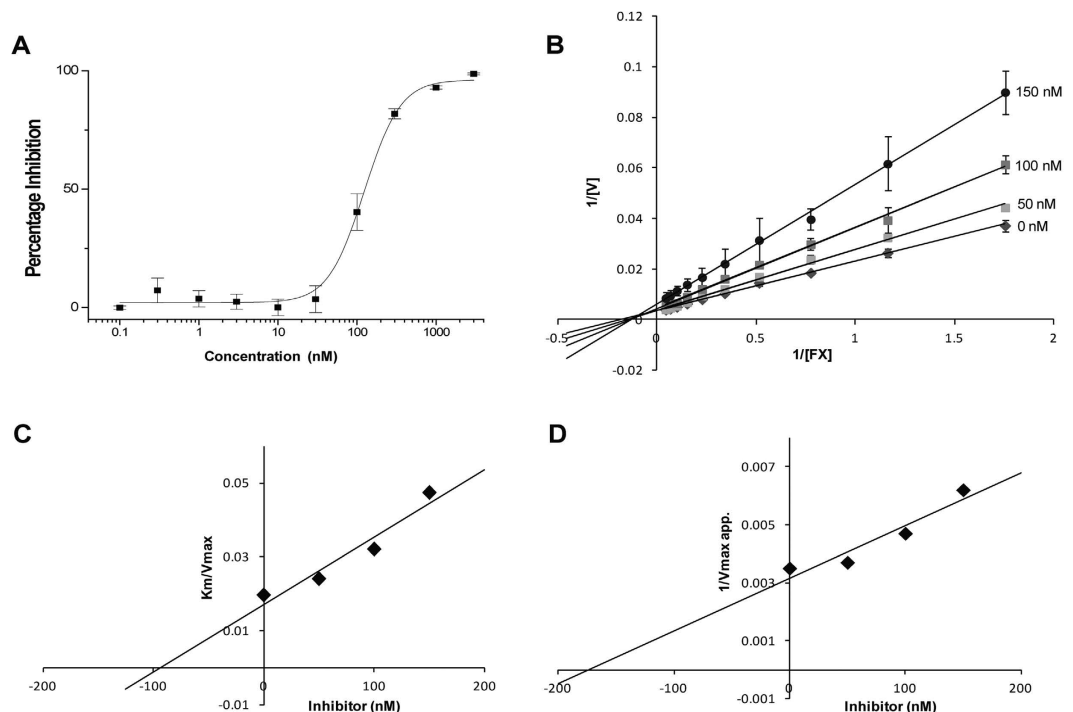 A
Percentage Inhibition
100
50
0
0.1
1
10
100
1000
Concentration (nM)
B
1/[V]
0.12
0.1
0.08
0.06
0.04
0.02
0
-0.02
-0.5
0.5
1
1.5
2
1/[FX]
150 nM
100 nM
50 nM
0 nM
C
Km/Vmax
0.05
0.03
0.01
-0.01
-200
-100
0
100
200
Inhibitor (nM)
D
1/Vmax app.
0.007
0.005
0.003
0.001
-0.001
-200
-100
0
100
200
Inhibitor (nM)